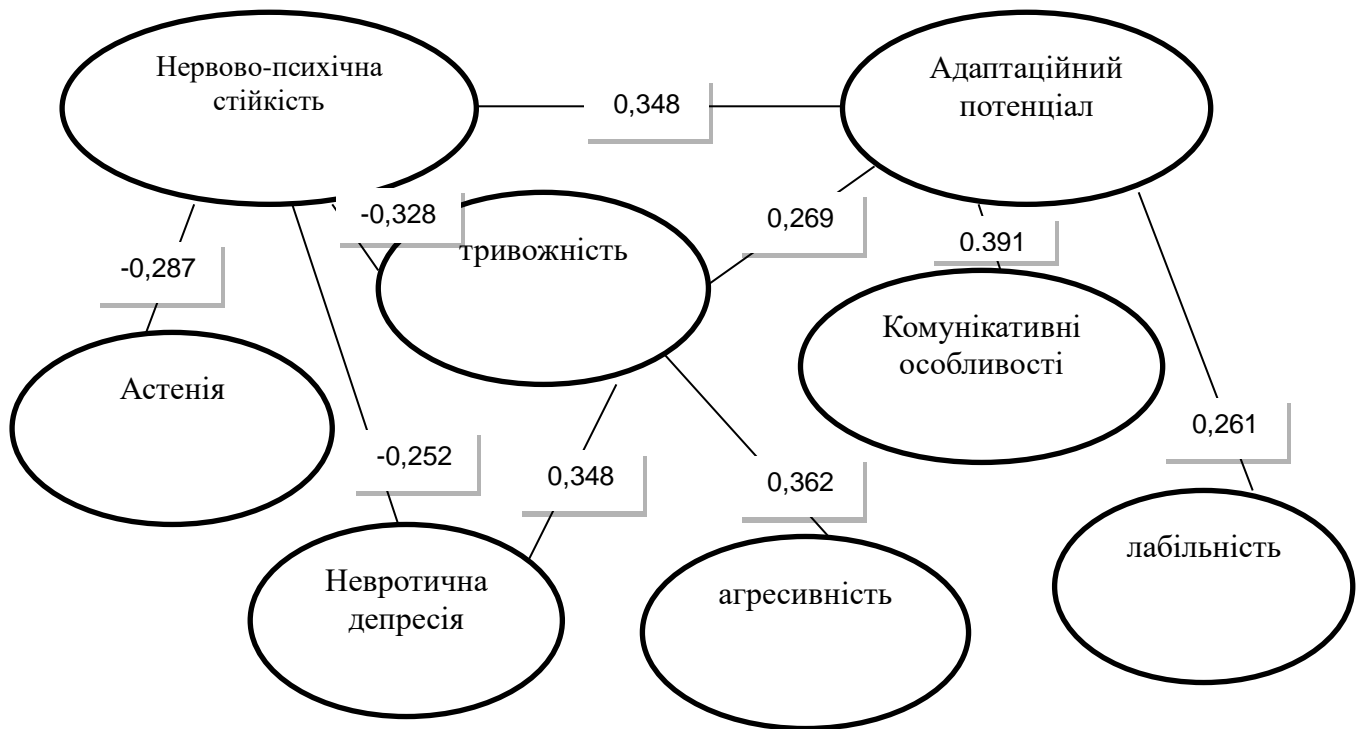 Нервово-психічна
стійкість
Адаптаційний
потенціал
0,348
-0,328
0,269
0.391
-0,287
тривожність
Комунікативні
особливості
Астенія
0,261
-0,252
0,348
0,362
лабільність
Невротична
депресія
агресивність